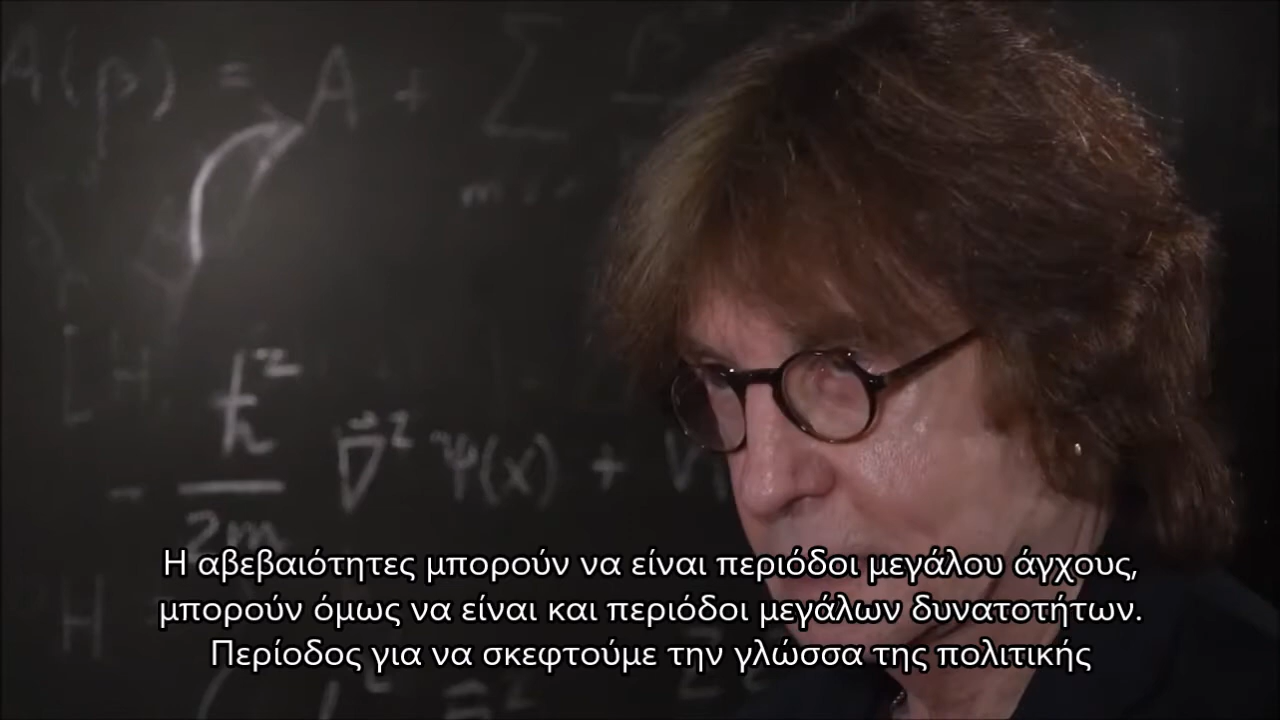 A(β) = A + Σ
m
[H,
- ħ² / 2m ∇² Ψ(x) + V
H
Η αβεβαιότητες μπορούν να είναι περιόδοι μεγάλου άγχους,
μπορούν όμως να είναι και περιόδοι μεγάλων δυνατοτήτων.
Περίοδος για να σκεφτούμε την γλώσσα της πολιτικής